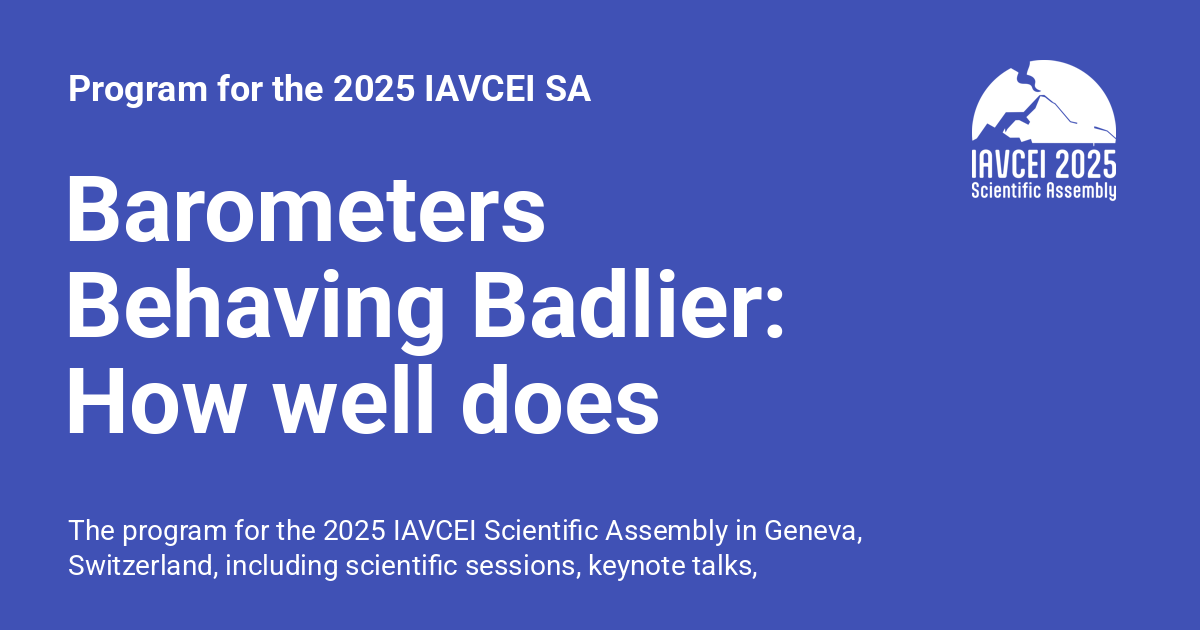 Program for the 2025 IAVCEI SA
IAVCEI 2025
Scientific Assembly
Barometers
Behaving Badlier:
How well does
The program for the 2025 IAVCEI Scientific Assembly in Geneva,
Switzerland, including scientific sessions, keynote talks,